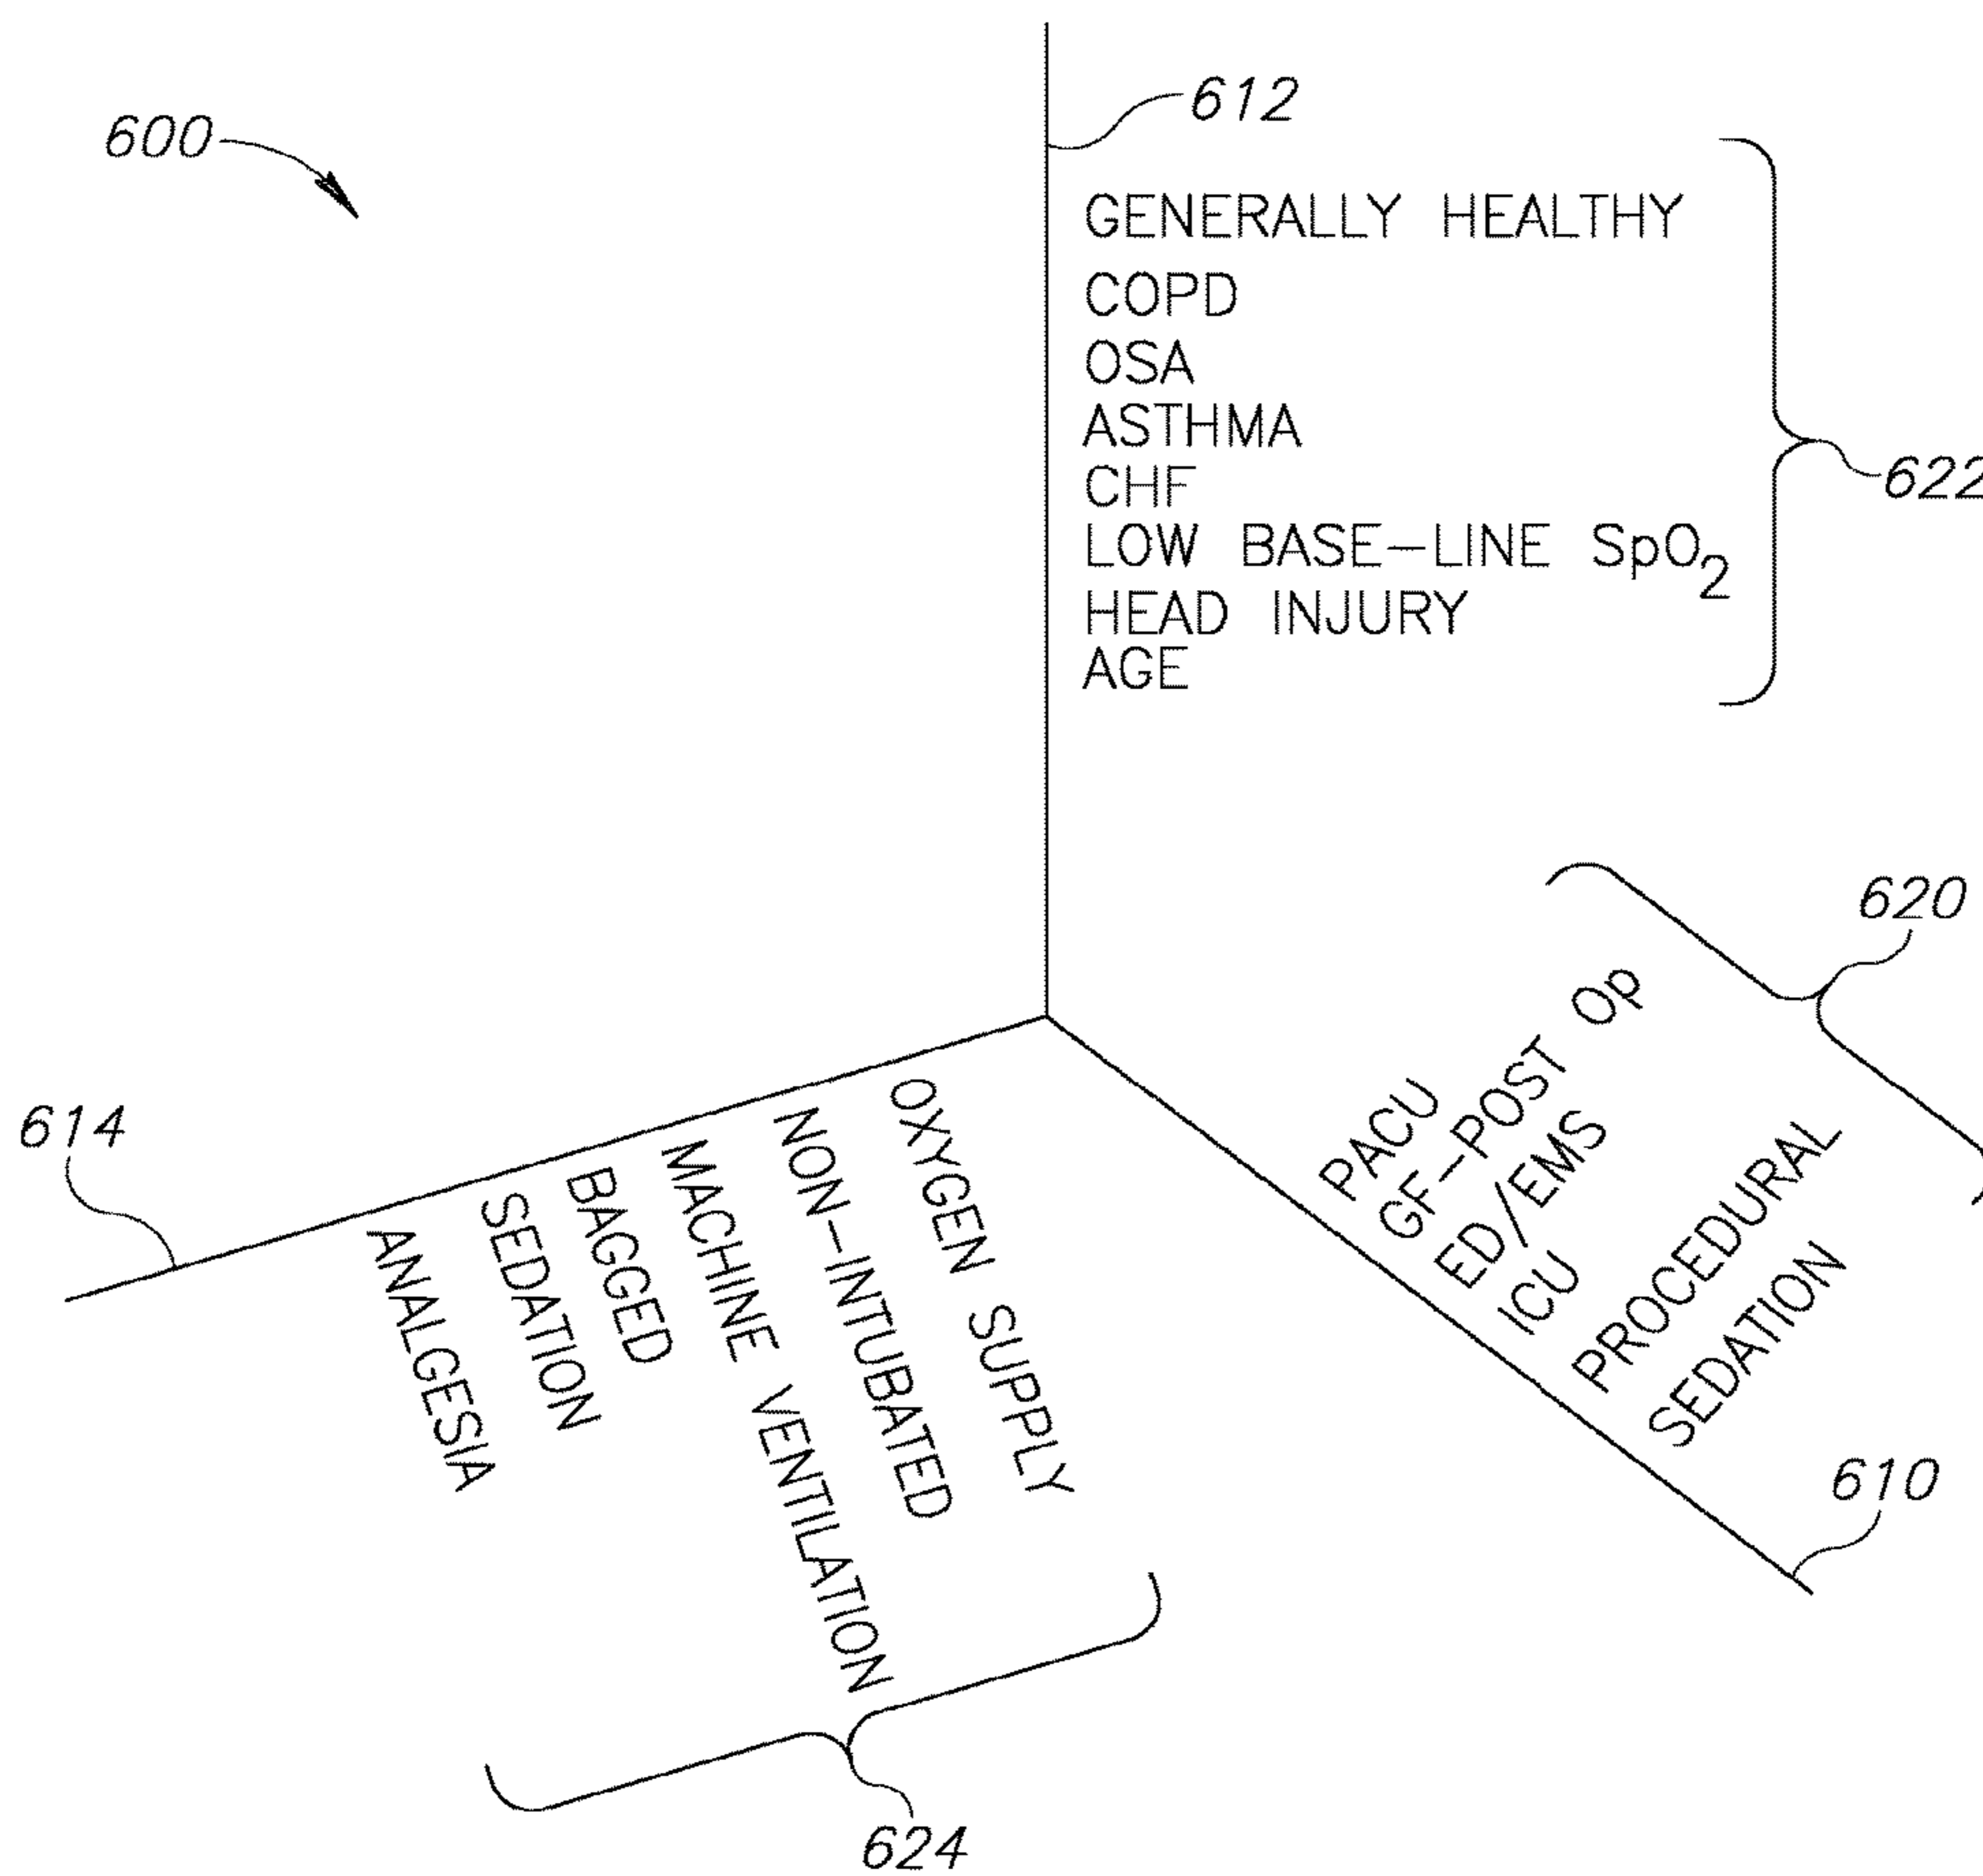 600
612
GENERALLY HEALTHY
COPD
OSA
ASTHMA
CHF
LOW BASE-LINE SpO2
HEAD INJURY
AGE
622
620
PACU
GF-POST Op
ED/EMS
ICU
PROCEDURAL
SEDATION
610
614
OXYGEN SUPPLY
NON-INTUBATED
MACHINE VENTILATION
BAGGED
SEDATION
ANALGESIA
624